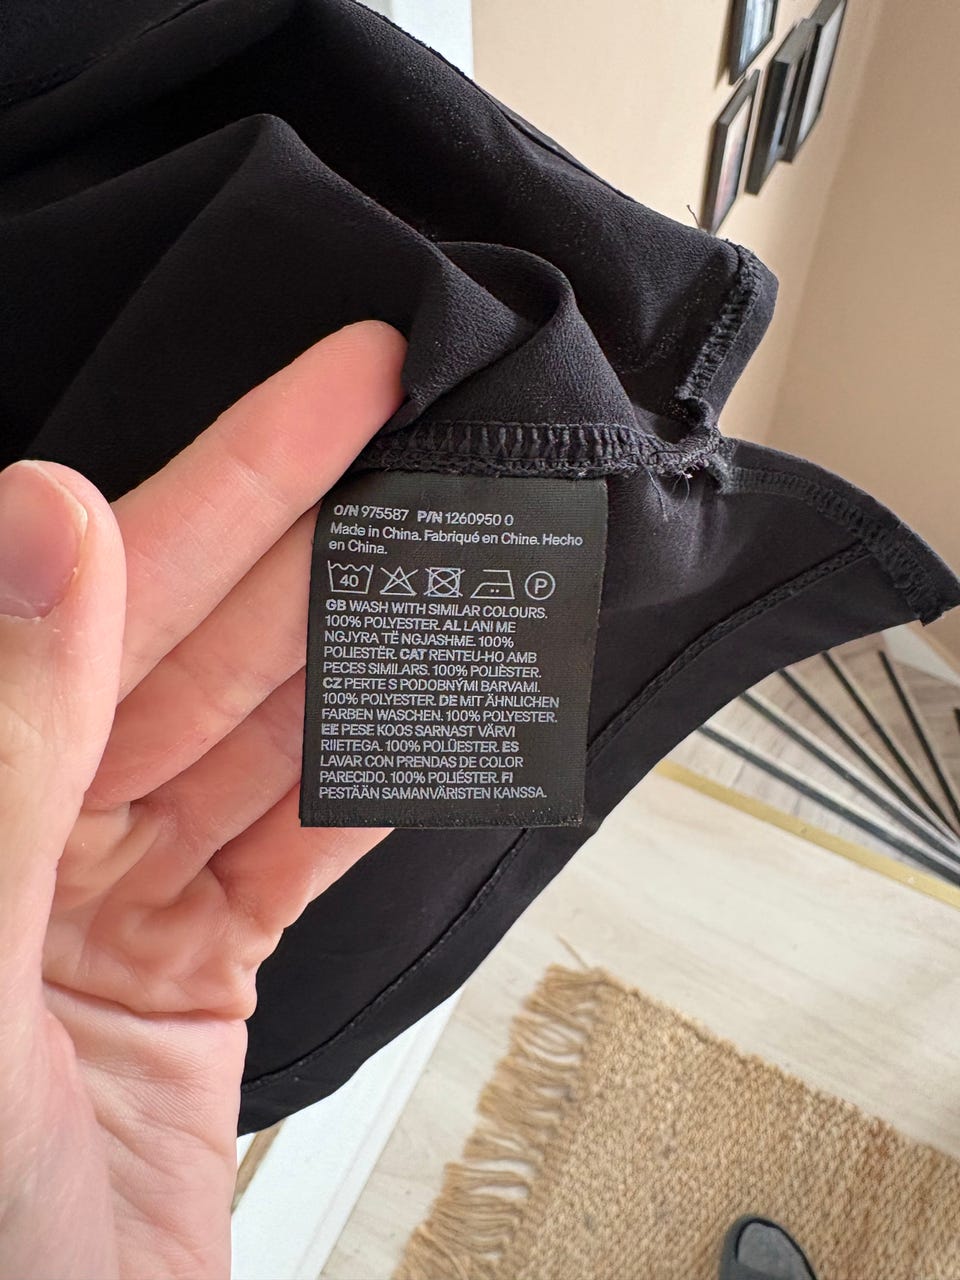 O/N 975587 P/N 1260950 0
Made in China. Fabriqué en Chine. Hecho
en China.
40 P
GB WASH WITH SIMILAR COLOURS.
100% POLYESTER. AL LANI ME
NGJYRA TË NGJASHME. 100%
POLIESTËR. CAT RENTEU-HO AMB
PECES SIMILARS. 100% POLIÈSTER.
CZ PERTE S PODOBNÝMI BARVAMI.
100% POLYESTER. DE MIT ÄHNLICHEN
FARBEN WASCHEN. 100% POLYESTER.
EE PESE KOOS SARNAST VÄRVI
RIIETEGA. 100% POLÜESTER. ES
LAVAR CON PRENDAS DE COLOR
PARECIDO. 100% POLIÉSTER. FI
PESTÄÄN SAMANVÄRISTEN KANSSA.